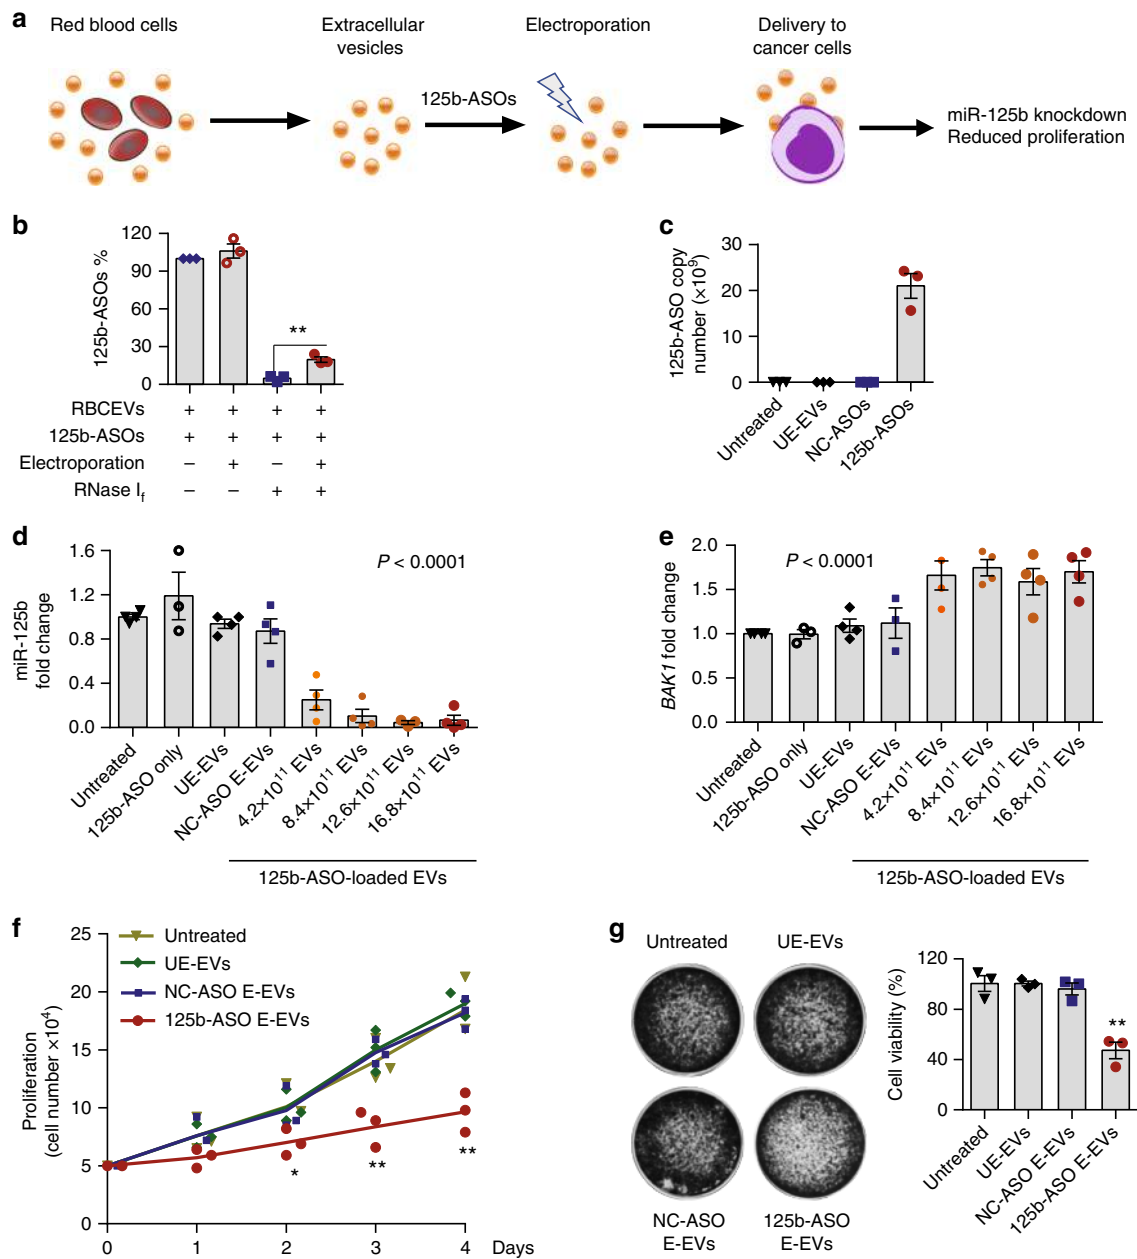 a
Red blood cells
Extracellular
vesicles
Electroporation
Delivery to
cancer cells
125b-ASOs
miR-125b knockdown
Reduced proliferation
b
125b-ASOs %
120
90
60
30
0
**
RBCEVs + + + +
125b-ASOs + + + +
Electroporation – + – +
RNase If – – + +
c
125b-ASO copy
number (×10⁹)
30
20
10
0
Untreated
UE-EVs
NC-ASOs
125b-ASOs
d
miR-125b
fold change
1.6
1.2
0.8
0.4
0.0
P < 0.0001
Untreated
125b-ASO only
UE-EVs
NC-ASO E-EVs
4.2×10¹¹ EVs
8.4×10¹¹ EVs
12.6×10¹¹ EVs
16.8×10¹¹ EVs
125b-ASO-loaded EVs
e
BAK1 fold change
2.0
1.5
1.0
0.5
0.0
P < 0.0001
Untreated
125b-ASO only
UE-EVs
NC-ASO E-EVs
4.2×10¹¹ EVs
8.4×10¹¹ EVs
12.6×10¹¹ EVs
16.8×10¹¹ EVs
125b-ASO-loaded EVs
f
Proliferation
(cell number ×10⁴)
25
20
15
10
5
0
Untreated
UE-EVs
NC-ASO E-EVs
125b-ASO E-EVs
* ** **
0 1 2 3 4 Days
g
Untreated
UE-EVs
NC-ASO
E-EVs
125b-ASO
E-EVs
Cell viability (%)
120
80
40
0
**
Untreated
UE-EVs
NC-ASO E-EVs
125b-ASO E-EVs